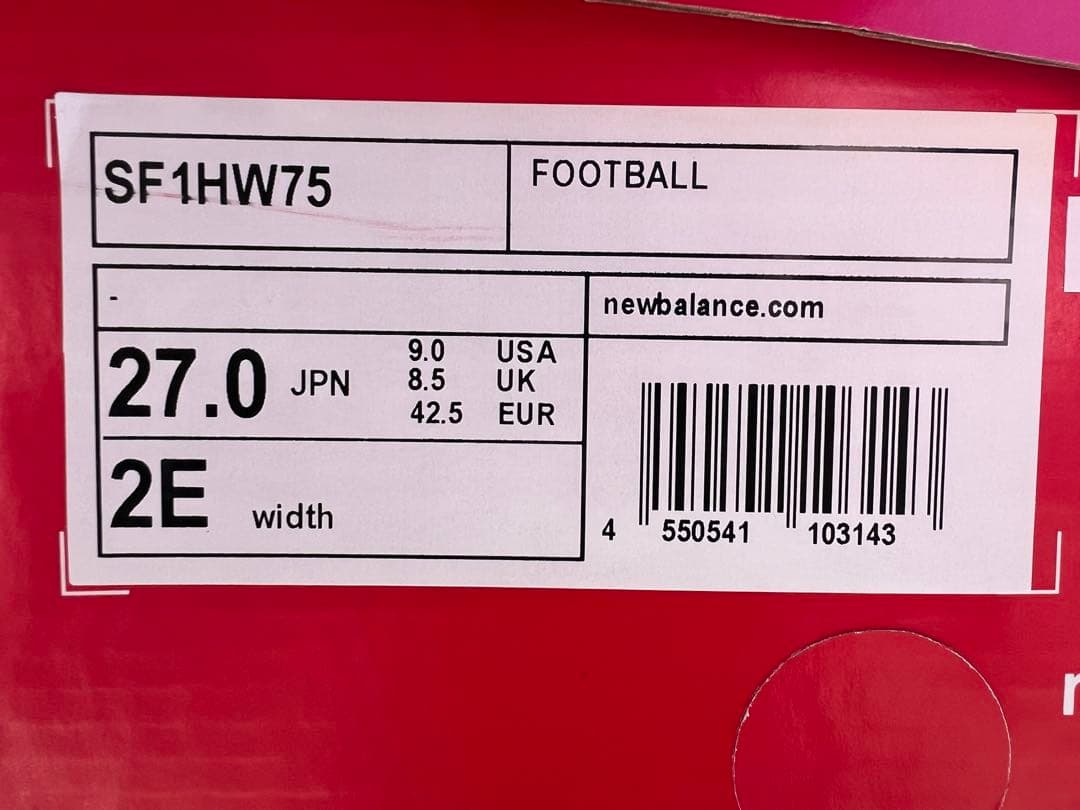 SF1HW75
FOOTBALL
-
newbalance.com
27.0 JPN
9.0 USA
8.5 UK
42.5 EUR
2E width
4 550541 103143